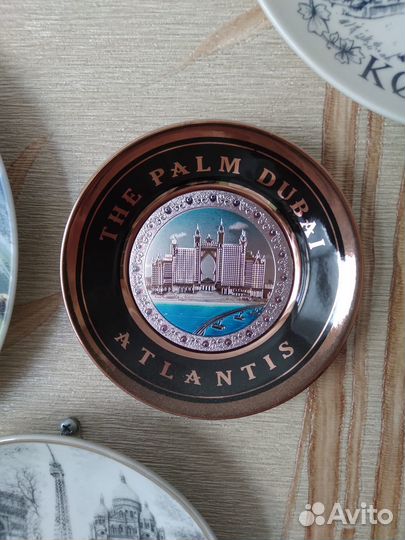 THE PALM DUBAI
ATLANTIS
Avito